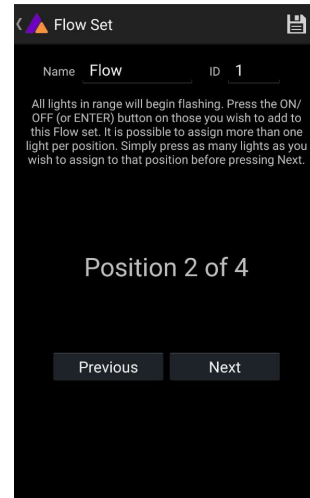 Flow Set
Name Flow ID 1
All lights in range will begin flashing. Press the ON/
OFF (or ENTER) button on those you wish to add to
this Flow set. It is possible to assign more than one
light per position. Simply press as many lights as you
wish to assign to that position before pressing Next.
Position 2 of 4
Previous Next